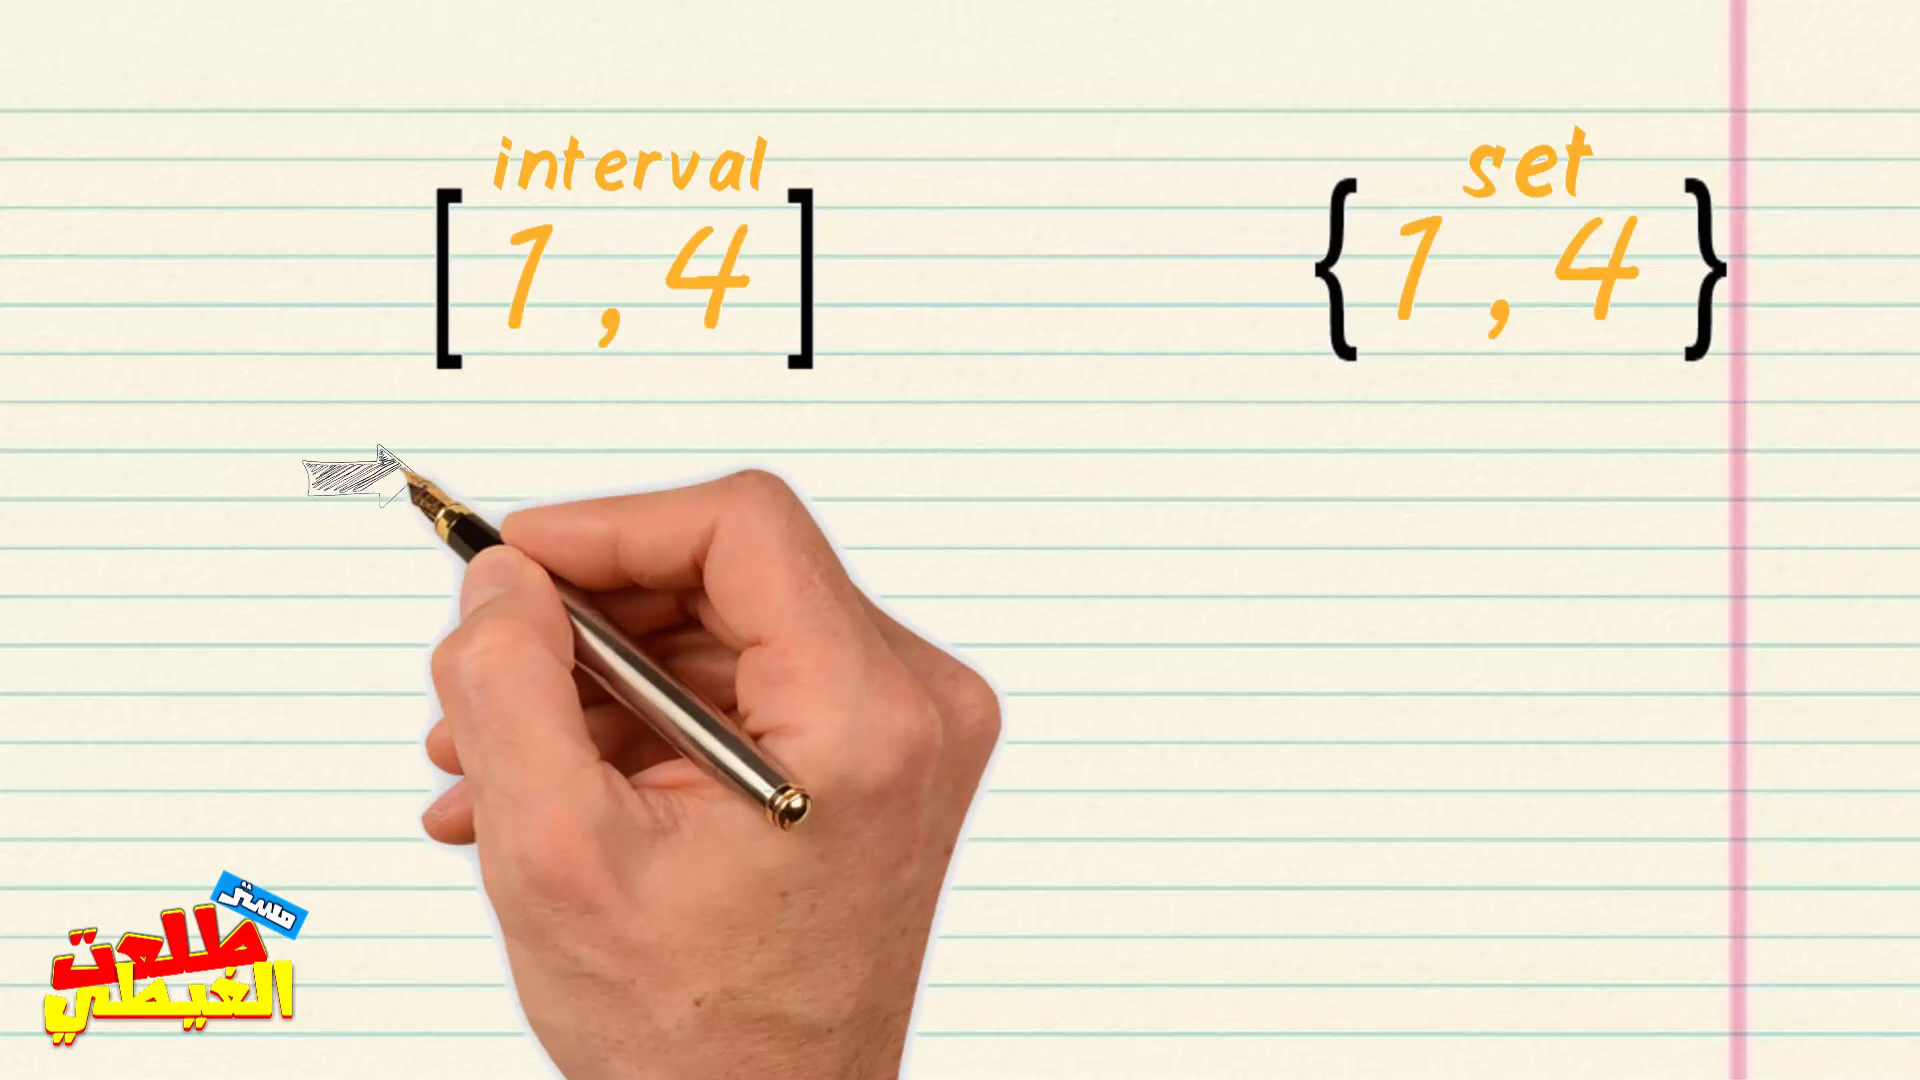 interval
[ 1 , 4 ]
set
{ 1 , 4 }
مستر
طلعت
الغيطي